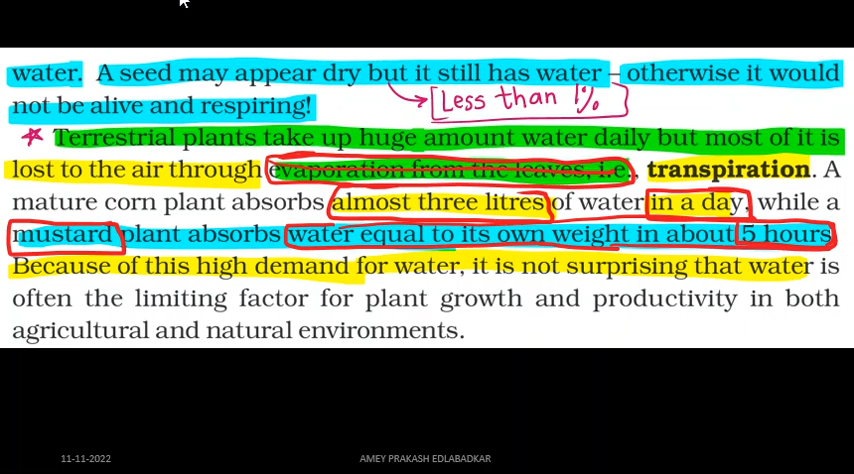 water. A seed may appear dry but it still has water – otherwise it would
not be alive and respiring!
Less than 1%
Terrestrial plants take up huge amount water daily but most of it is
lost to the air through evaporation from the leaves, i.e., transpiration. A
mature corn plant absorbs almost three litres of water in a day, while a
mustard plant absorbs water equal to its own weight in about 5 hours.
Because of this high demand for water, it is not surprising that water is
often the limiting factor for plant growth and productivity in both
agricultural and natural environments.
11-11-2022
AMEY PRAKASH EDLABADKAR